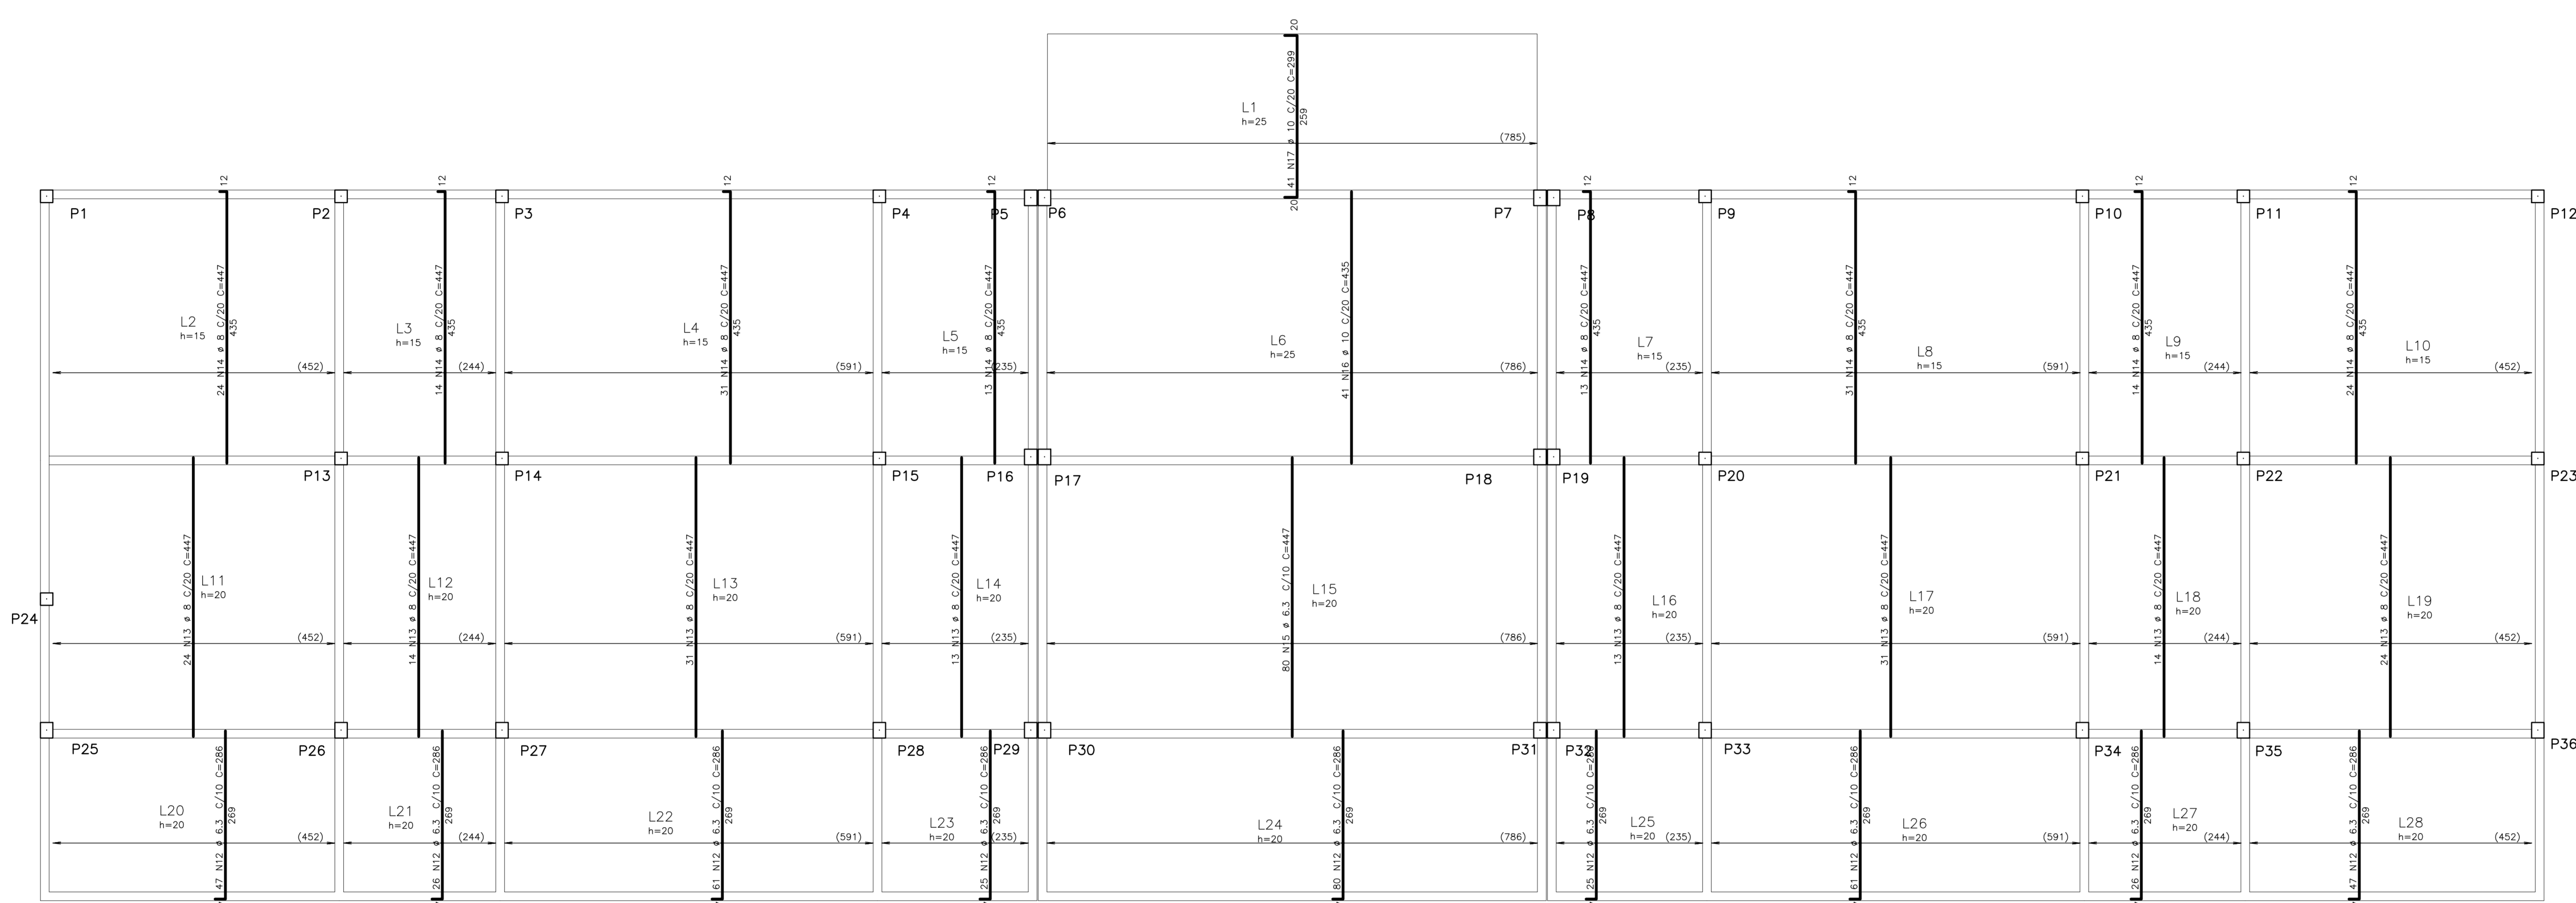 20
41 N17 ø 10 C/20 C=299
259
20
L1
h=25
(785)
12
12
12
12
12
12
12
12
P1
P2
P3
P4
P5
P6
P7
P8
P9
P10
P11
P12
24 N14 ø 8 C/20 C=447
435
L2
h=15
(452)
14 N14 ø 8 C/20 C=447
435
L3
h=15
(244)
31 N14 ø 8 C/20 C=447
435
L4
h=15
(591)
13 N14 ø 8 C/20 C=447
435
L5
h=15
(235)
41 N16 ø 10 C/20 C=435
L6
h=25
(786)
13 N14 ø 8 C/20 C=447
435
L7
h=15
(235)
31 N14 ø 8 C/20 C=447
435
L8
h=15
(591)
14 N14 ø 8 C/20 C=447
435
L9
h=15
(244)
24 N14 ø 8 C/20 C=447
435
L10
h=15
(452)
P13
P14
P15
P16
P17
P18
P19
P20
P21
P22
P23
24 N13 ø 8 C/20 C=447
L11
h=20
(452)
14 N13 ø 8 C/20 C=447
L12
h=20
(244)
31 N13 ø 8 C/20 C=447
L13
h=20
(591)
13 N13 ø 8 C/20 C=447
L14
h=20
(235)
80 N15 ø 6.3 C/10 C=447
L15
h=20
(786)
13 N13 ø 8 C/20 C=447
L16
h=20
(235)
31 N13 ø 8 C/20 C=447
L17
h=20
(591)
14 N13 ø 8 C/20 C=447
L18
h=20
(244)
24 N13 ø 8 C/20 C=447
L19
h=20
(452)
P24
P25
P26
P27
P28
P29
P30
P31
P32
P33
P34
P35
P36
47 N12 ø 6.3 C/10 C=286
269
L20
h=20
(452)
26 N12 ø 6.3 C/10 C=286
269
L21
h=20
(244)
61 N12 ø 6.3 C/10 C=286
269
L22
h=20
(591)
25 N12 ø 6.3 C/10 C=286
269
L23
h=20
(235)
80 N12 ø 6.3 C/10 C=286
269
L24
h=20
(786)
25 N12 ø 6.3 C/10 C=286
269
L25
h=20
(235)
61 N12 ø 6.3 C/10 C=286
269
L26
h=20
(591)
26 N12 ø 6.3 C/10 C=286
269
L27
h=20
(244)
47 N12 ø 6.3 C/10 C=286
269
L28
h=20
(452)